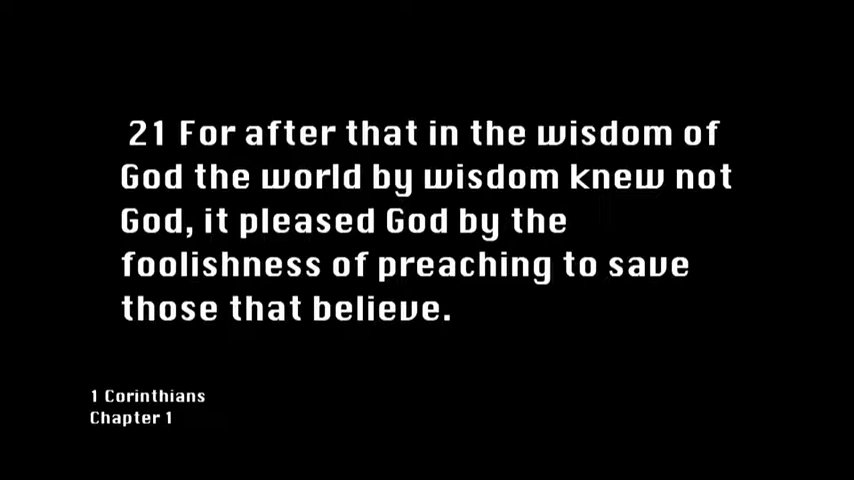 21 For after that in the wisdom of
God the world by wisdom knew not
God, it pleased God by the
foolishness of preaching to save
those that believe.
1 Corinthians
Chapter 1